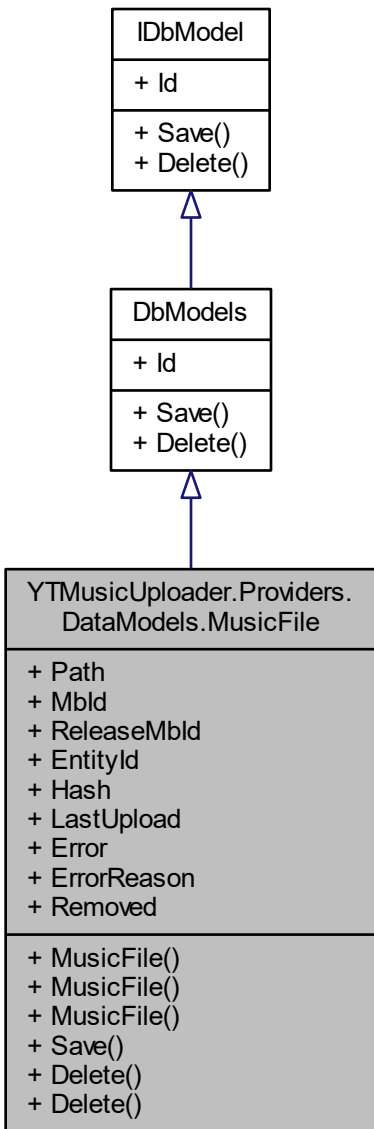 IDbModel
+ Id
+ Save()
+ Delete()
DbModels
+ Id
+ Save()
+ Delete()
YTMusicUploader.Providers.
DataModels.MusicFile
+ Path
+ MbId
+ ReleaseMbId
+ EntityId
+ Hash
+ LastUpload
+ Error
+ ErrorReason
+ Removed
+ MusicFile()
+ MusicFile()
+ MusicFile()
+ Save()
+ Delete()
+ Delete()